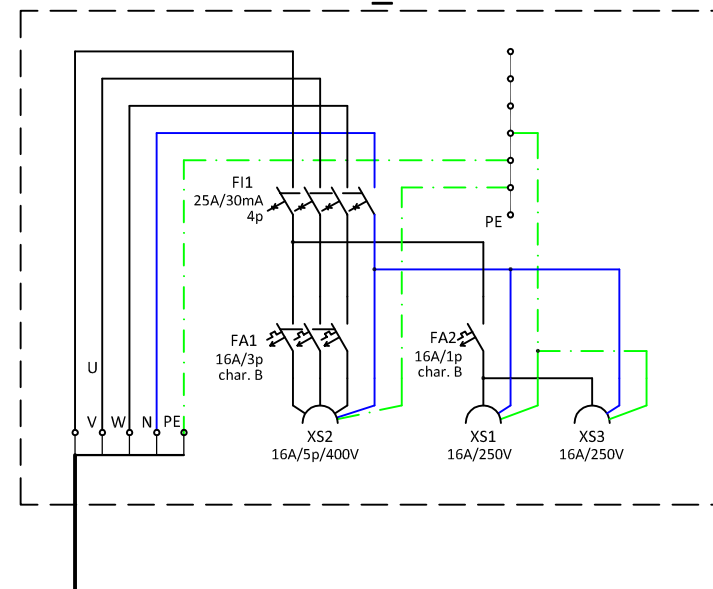 FI1
25A/30mA
4p
PE
FA1
16A/3p
char. B
FA2
16A/1p
char. B
U
V
W
N
PE
XS2
16A/5p/400V
XS1
16A/250V
XS3
16A/250V